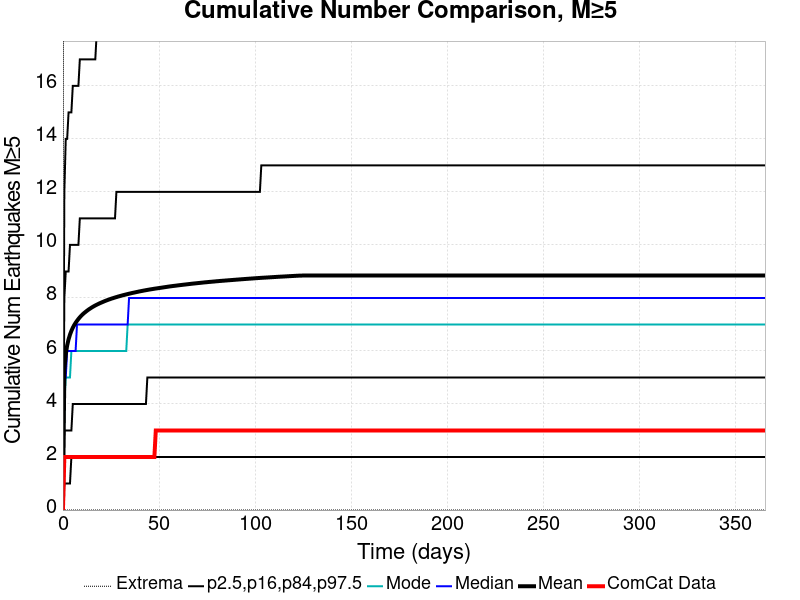 Cumulative Number Comparison, M≥5
Cumulative Num Earthquakes M≥5
16
14
12
10
8
6
4
2
0
0 50 100 150 200 250 300 350
Time (days)
Extrema p2.5,p16,p84,p97.5 Mode Median Mean ComCat Data